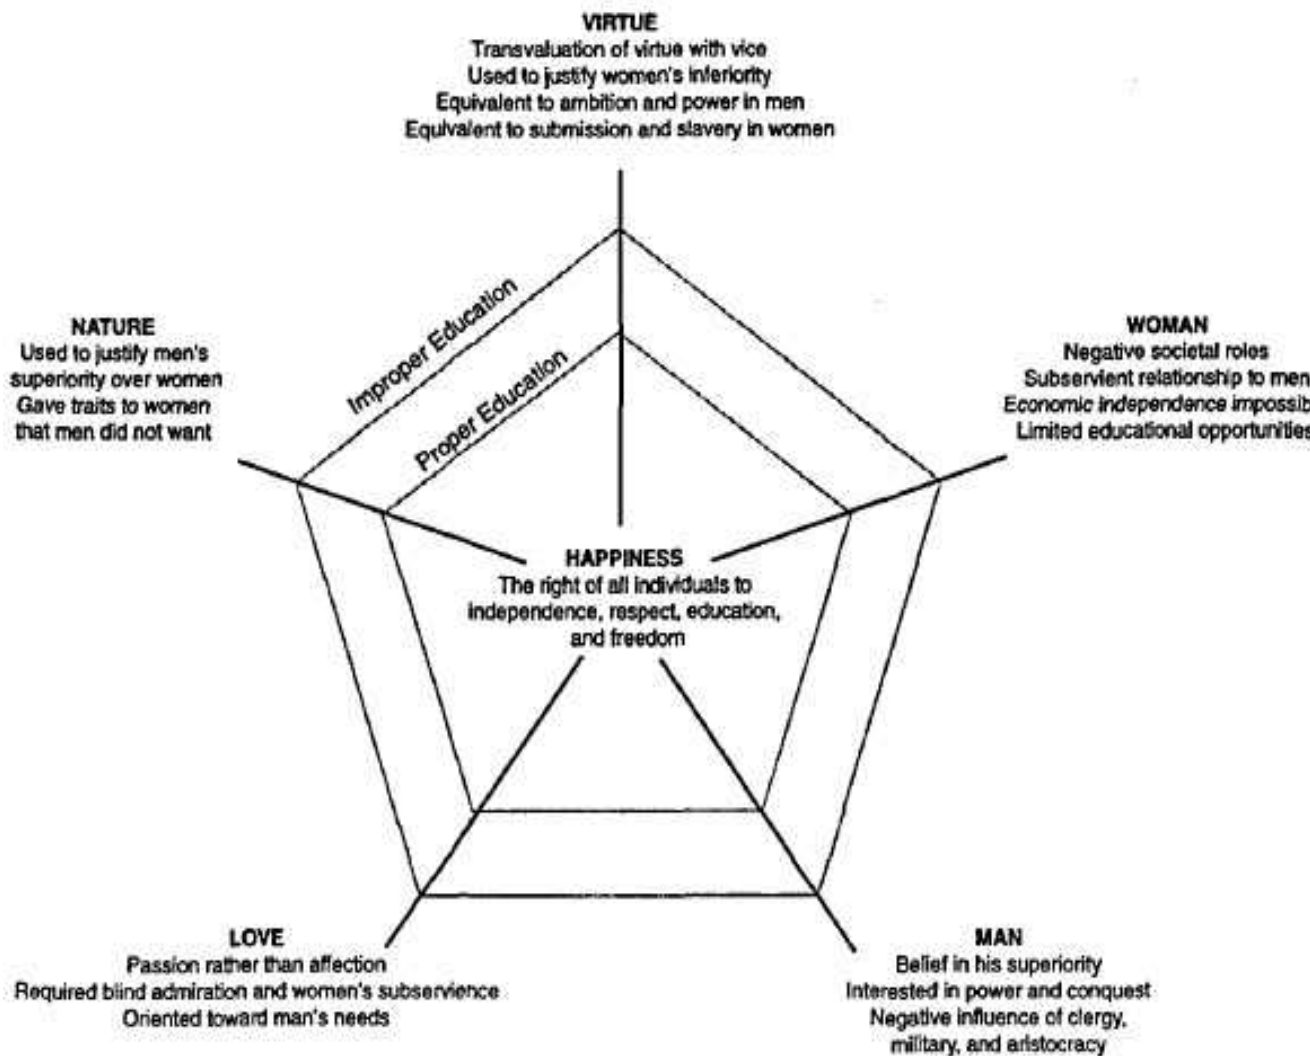 VIRTUE
Transvaluation of virtue with vice
Used to justify women's inferiority
Equivalent to ambition and power in men
Equivalent to submission and slavery in women
Improper Education
Proper Education
NATURE
Used to justify men's
superiority over women
Gave traits to women
that men did not want
WOMAN
Negative societal roles
Subservient relationship to men
Economic independence impossib
Limited educational opportunities
HAPPINESS
The right of all individuals to
independence, respect, education,
and freedom
LOVE
Passion rather than affection
Required blind admiration and women's subservience
Oriented toward man's needs
MAN
Belief in his superiority
Interested in power and conquest
Negative influence of clergy,
military, and aristocracy